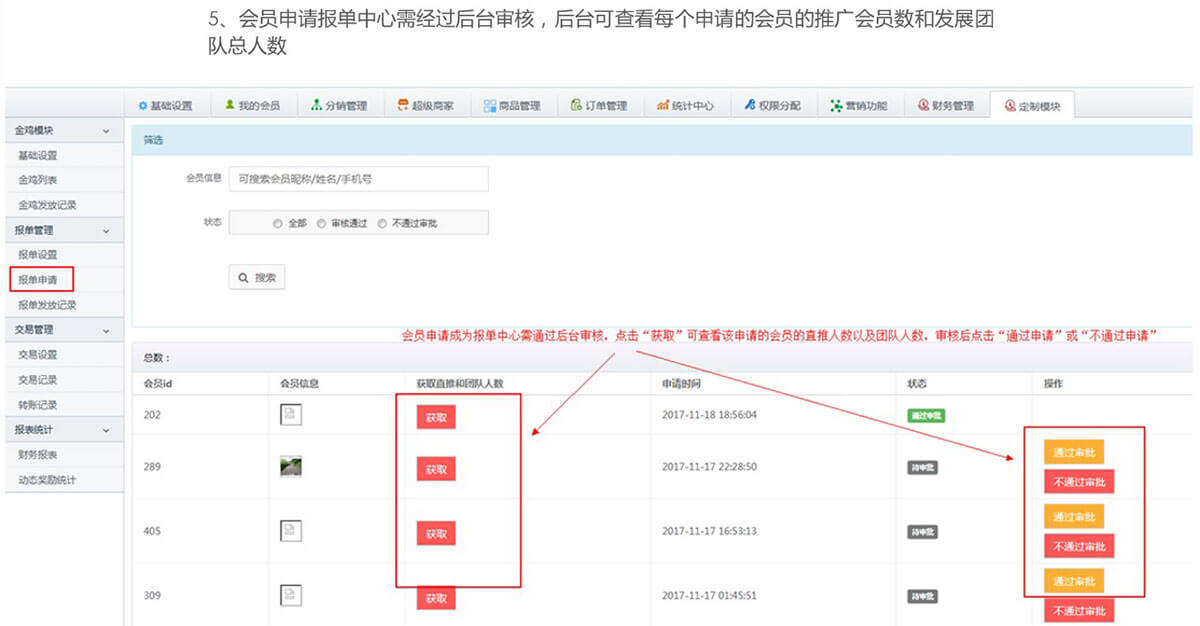 5、会员申请报单中心需经过后台审核，后台可查看每个申请的会员的推广会员数和发展团
队总人数
基础设置 我的会员 分销管理 超级商家 商品管理 订单管理 统计中心 权限分配 营销功能 财务管理 定制模块
金鸡模块
基础设置
金鸡列表
金鸡发放记录
报单管理
报单设置
报单申请
报单发放记录
交易管理
交易设置
交易记录
转账记录
报表统计
财务报表
动态奖励统计
筛选
会员信息 可搜索会员昵称/姓名/手机号
状态 全部 审核通过 不通过审批
搜索
会员申请成为报单中心需通过后台审核，点击“获取”可查看该申请的会员的直推人数以及团队人数，审核后点击“通过申请”或“不通过申请”
总数：
会员id 会员信息 获取直推和团队人数 申请时间 状态 操作
202 获取 2017-11-18 18:56:04 通过审批
289 获取 2017-11-17 22:28:50 待审批 通过审批
不通过审批
405 获取 2017-11-17 16:53:13 待审批 通过审批
不通过审批
309 获取 2017-11-17 01:45:51 待审批 通过审批
不通过审批